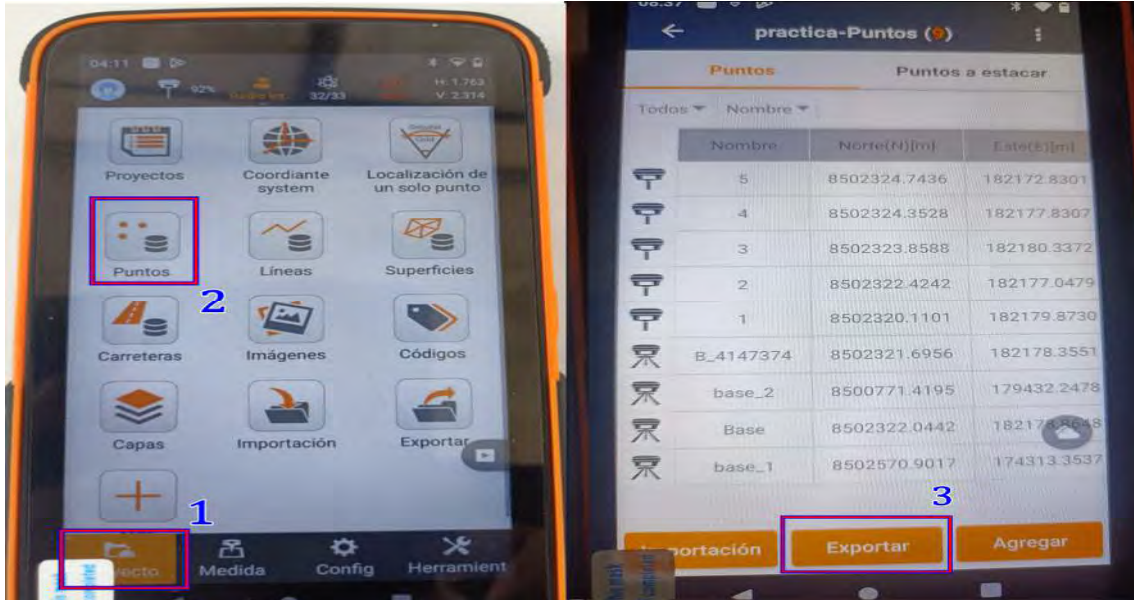 04:11
92%
32/33
H: 1.763
V: 2.314
Proyectos
Coordiante system
Localización de un solo punto
Puntos
Líneas
Superficies
2
Carreteras
Imágenes
Códigos
Capas
Importación
Exportar
1
Medida
Config
Herramient
08:37
practica-Puntos (9)
Puntos
Puntos a estacar
Todos Nombre
Nombre Norte(N)[m] Este(E)[m]
5 8502324.7436 182172.8301
4 8502324.3528 182177.8307
3 8502323.8588 182180.3372
2 8502322.4242 182177.0479
1 8502320.1101 182179.8730
B_4147374 8502321.6956 182178.3551
base_2 8500771.4195 179432.2478
Base 8502322.0442
base_1 8502570.9017 174313.3537
3
Exportar
Agregar